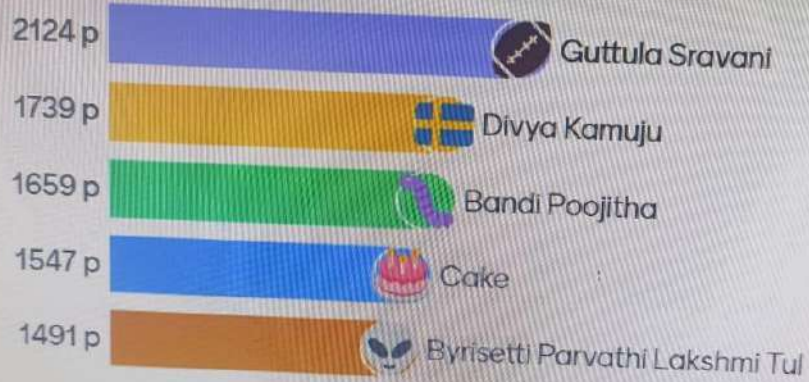 2124 p Guttula Sravani
1739 p Divya Kamuju
1659 p Bandi Poojitha
1547 p Cake
1491 p Byrisetti Parvathi Lakshmi Tul